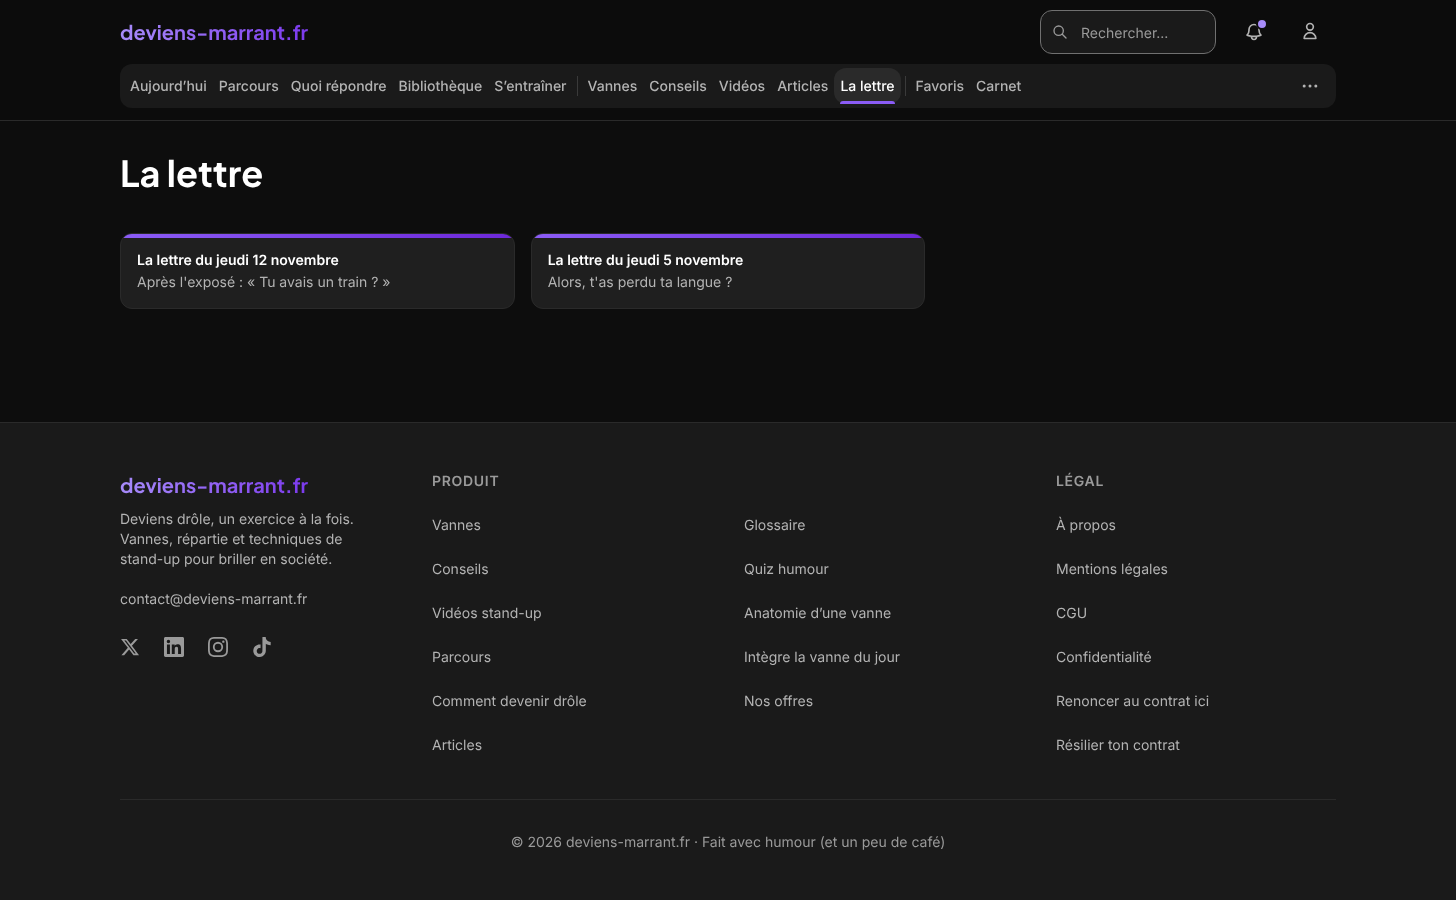 deviens-marrant.fr
Rechercher...
Aujourd’hui Parcours Quoi répondre Bibliothèque S’entraîner Vannes Conseils Vidéos Articles La lettre Favoris Carnet
La lettre
La lettre du jeudi 12 novembre
Après l'exposé : « Tu avais un train ? »
La lettre du jeudi 5 novembre
Alors, t'as perdu ta langue ?
deviens-marrant.fr
Deviens drôle, un exercice à la fois.
Vannes, répartie et techniques de
stand-up pour briller en société.
contact@deviens-marrant.fr
PRODUIT
Vannes
Conseils
Vidéos stand-up
Parcours
Comment devenir drôle
Articles
Glossaire
Quiz humour
Anatomie d’une vanne
Intègre la vanne du jour
Nos offres
LÉGAL
À propos
Mentions légales
CGU
Confidentialité
Renoncer au contrat ici
Résilier ton contrat
© 2026 deviens-marrant.fr · Fait avec humour (et un peu de café)